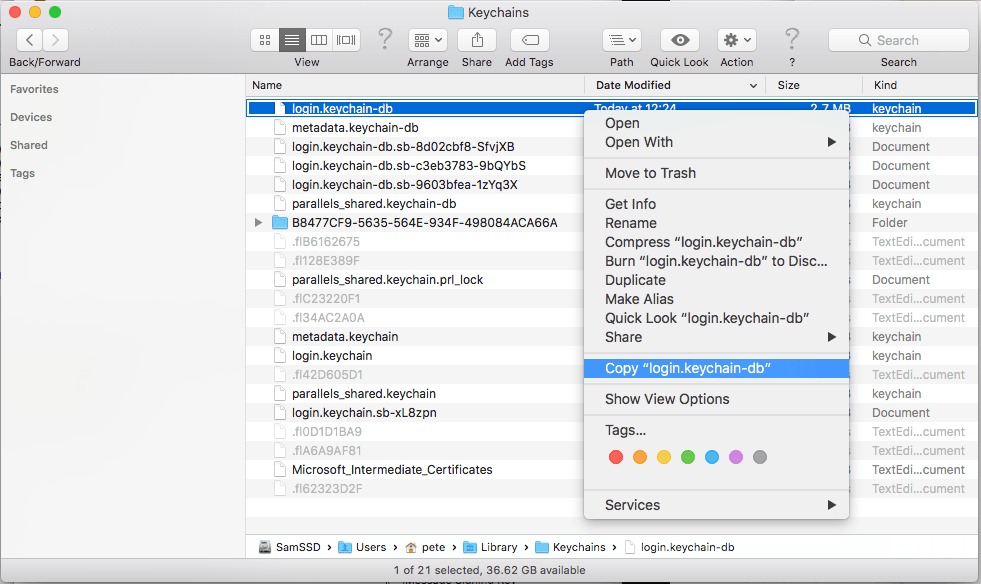 Keychains
Back/Forward
View
Arrange
Share
Add Tags
Path
Quick Look
Action
?
Search
Search
Favorites
Devices
Shared
Tags
Name
Date Modified
Size
Kind
login.keychain-db Today at 12:24 2.7 MB keychain
metadata.keychain-db keychain
login.keychain-db.sb-8d02cbf8-SfvjXB Document
login.keychain-db.sb-c3eb3783-9bQYbS Document
login.keychain-db.sb-9603bfea-1zYq3X Document
parallels_shared.keychain-db keychain
B8477CF9-5635-564E-934F-498084ACA66A Folder
.flB6162675 TextEdi...cument
.fl128E389F TextEdi...cument
parallels_shared.keychain.prl_lock Document
.flC23220F1 TextEdi...cument
.fl34AC2A0A TextEdi...cument
metadata.keychain keychain
login.keychain keychain
.fl42D605D1 TextEdi...cument
parallels_shared.keychain keychain
login.keychain.sb-xL8zpn Document
.fl0D1D1BA9 TextEdi...cument
.flA6A9AF81 TextEdi...cument
Microsoft_Intermediate_Certificates TextEdi...cument
.fl62323D2F TextEdi...cument
Open
Open With
Move to Trash
Get Info
Rename
Compress “login.keychain-db”
Burn “login.keychain-db” to Disc...
Duplicate
Make Alias
Quick Look “login.keychain-db”
Share
Copy “login.keychain-db”
Show View Options
Tags...
Services
SamSSD › Users › pete › Library › Keychains › login.keychain-db
1 of 21 selected, 36.62 GB available